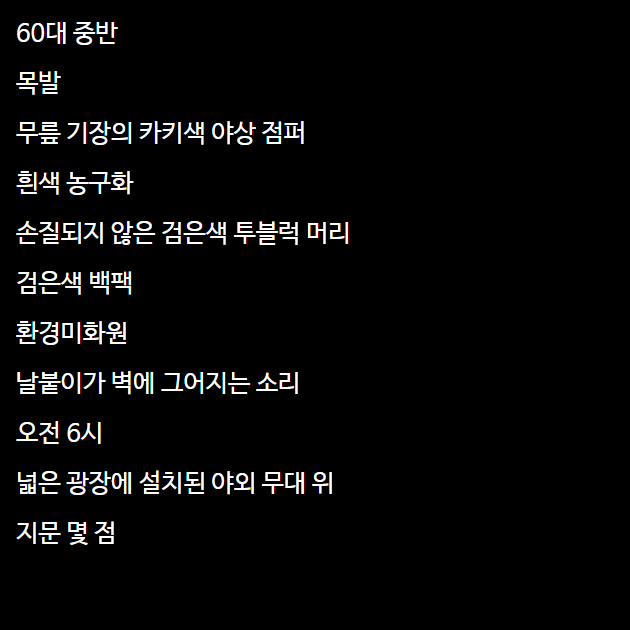 60대 중반
목발
무릎 기장의 카키색 야상 점퍼
흰색 농구화
손질되지 않은 검은색 투블럭 머리
검은색 백팩
환경미화원
날붙이가 벽에 그어지는 소리
오전 6시
넓은 광장에 설치된 야외 무대 위
지문 몇 점